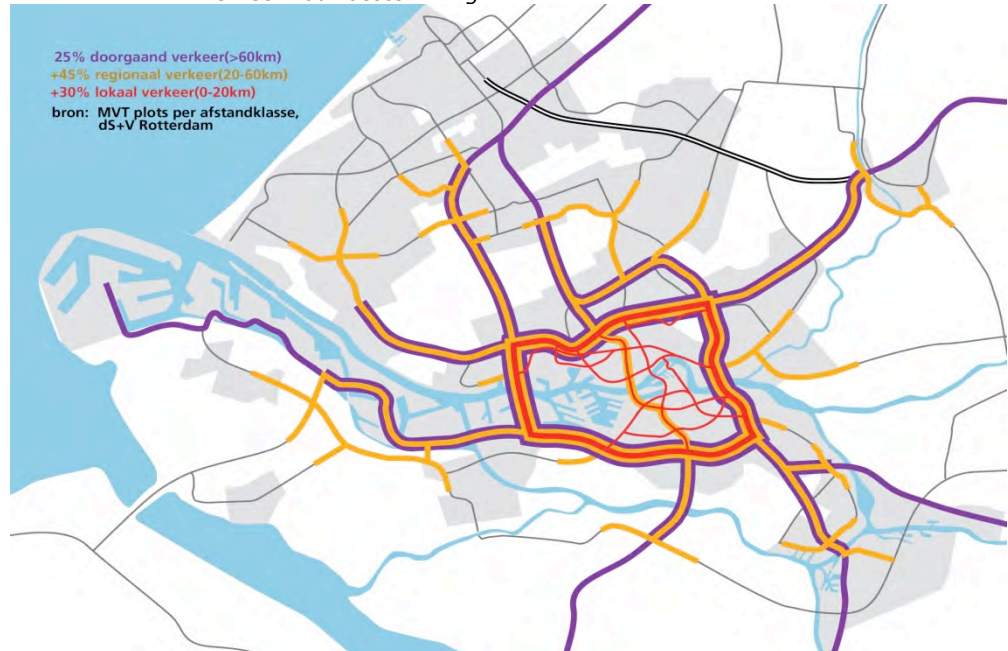 25% doorgaand verkeer(>60km)
+45% regionaal verkeer(20-60km)
+30% lokaal verkeer(0-20km)
bron: MVT plots per afstandklasse,
dS+V Rotterdam